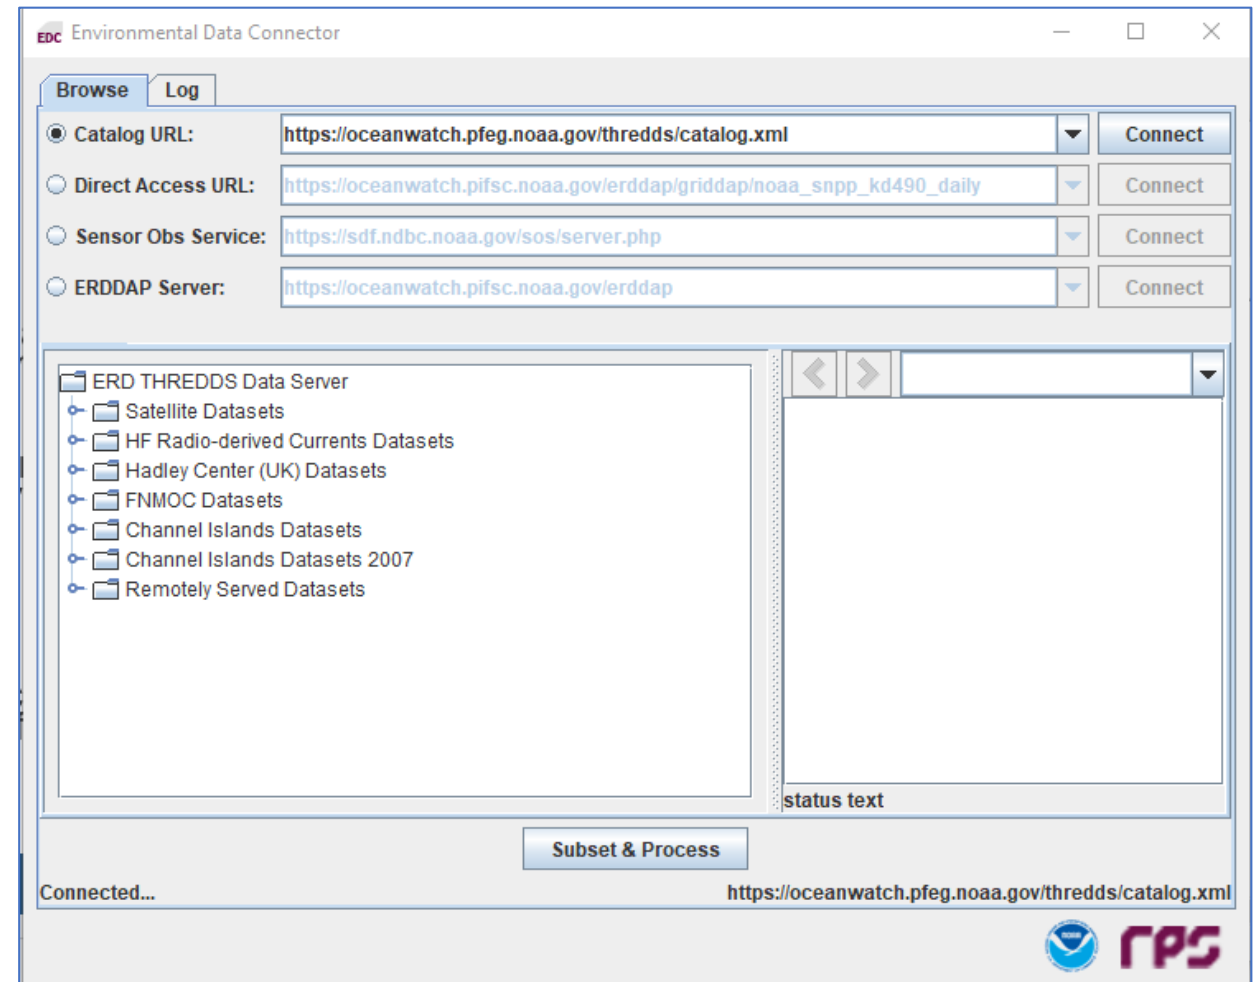 EDC Environmental Data Connector
Browse Log
Catalog URL: https://oceanwatch.pfeg.noaa.gov/thredds/catalog.xml Connect
Direct Access URL: https://oceanwatch.pifsc.noaa.gov/erddap/griddap/noaa_snpp_kd490_daily Connect
Sensor Obs Service: https://sdf.ndbc.noaa.gov/sos/server.php Connect
ERDDAP Server: https://oceanwatch.pifsc.noaa.gov/erddap Connect
ERD THREDDS Data Server
Satellite Datasets
HF Radio-derived Currents Datasets
Hadley Center (UK) Datasets
FNMOC Datasets
Channel Islands Datasets
Channel Islands Datasets 2007
Remotely Served Datasets
status text
Subset & Process
Connected... https://oceanwatch.pfeg.noaa.gov/thredds/catalog.xml
rps